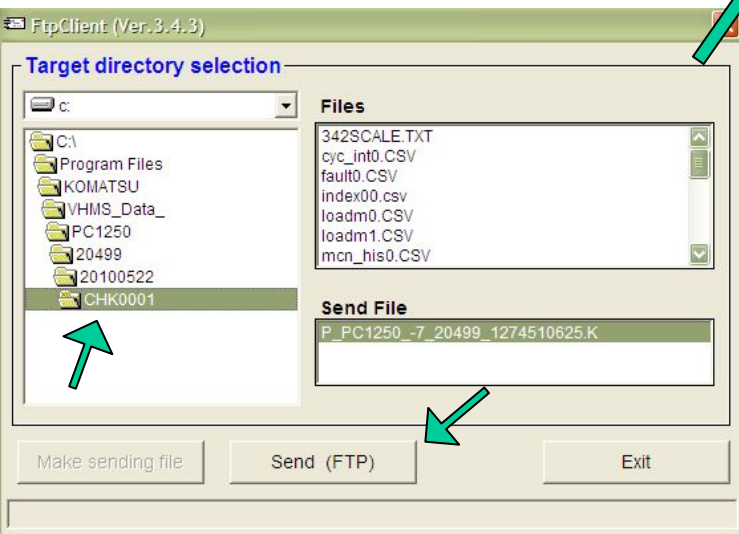 FtpClient (Ver.3.4.3)
Target directory selection
c:
C:\
Program Files
KOMATSU
VHMS_Data_
PC1250
20499
20100522
CHK0001
Files
342SCALE.TXT
cyc_int0.CSV
fault0.CSV
index00.csv
loadm0.CSV
loadm1.CSV
mcn_his0.CSV
Send File
P_PC1250_-7_20499_1274510625.K
Make sending file
Send (FTP)
Exit